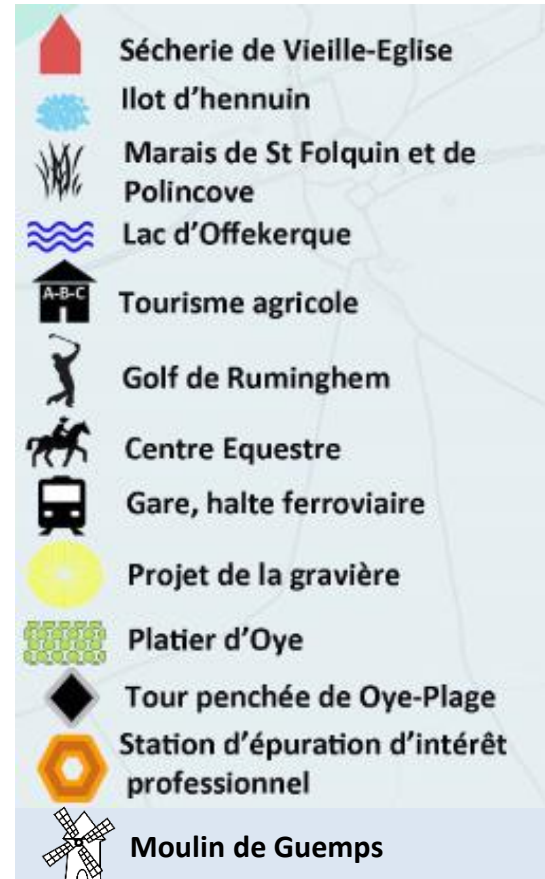 Sécherie de Vieille-Eglise
Ilot d'hennuin
Marais de St Folquin et de
Polincove
Lac d'Offekerque
A-B-C
Tourisme agricole
Golf de Ruminghem
Centre Equestre
Gare, halte ferroviaire
Projet de la gravière
Platier d'Oye
Tour penchée de Oye-Plage
Station d'épuration d'intérêt
professionnel
Moulin de Guemps